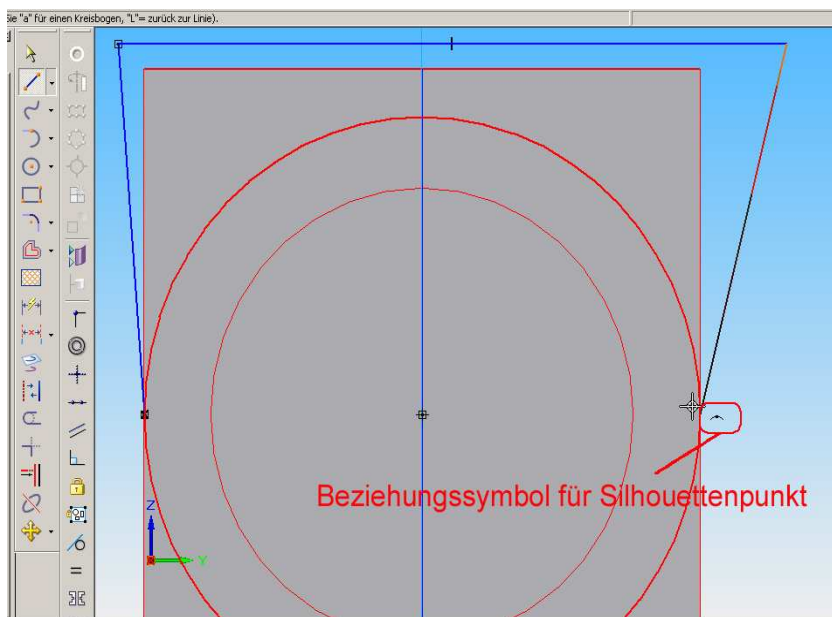 Sie "a" für einen Kreisbogen, "L"= zurück zur Linie).
Beziehungssymbol für Silhouettenpunkt
Z
Y